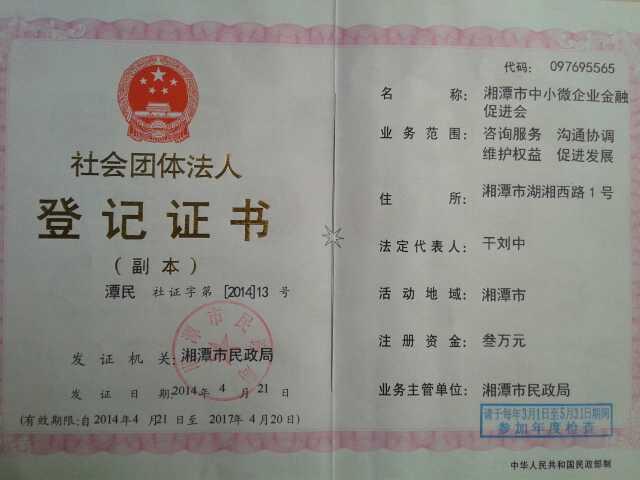 社会团体法人
登记证书
（副本）
潭民 社证字第 [2014]13 号
发证机关: 湘潭市民政局
发证日期: 2014年 4 月 21 日
(有效期限:自2014年4月21日至2017年4月20日)
代码: 097695565
名称: 湘潭市中小微企业金融
促进会
业务范围: 咨询服务 沟通协调
维护权益 促进发展
住所: 湘潭市湖湘西路1号
法定代表人: 干刘中
活动地域: 湘潭市
注册资金: 叁万元
业务主管单位: 湘潭市民政局
请于每年3月1日至5月31日期间
参加年度检查
中华人民共和国民政部制